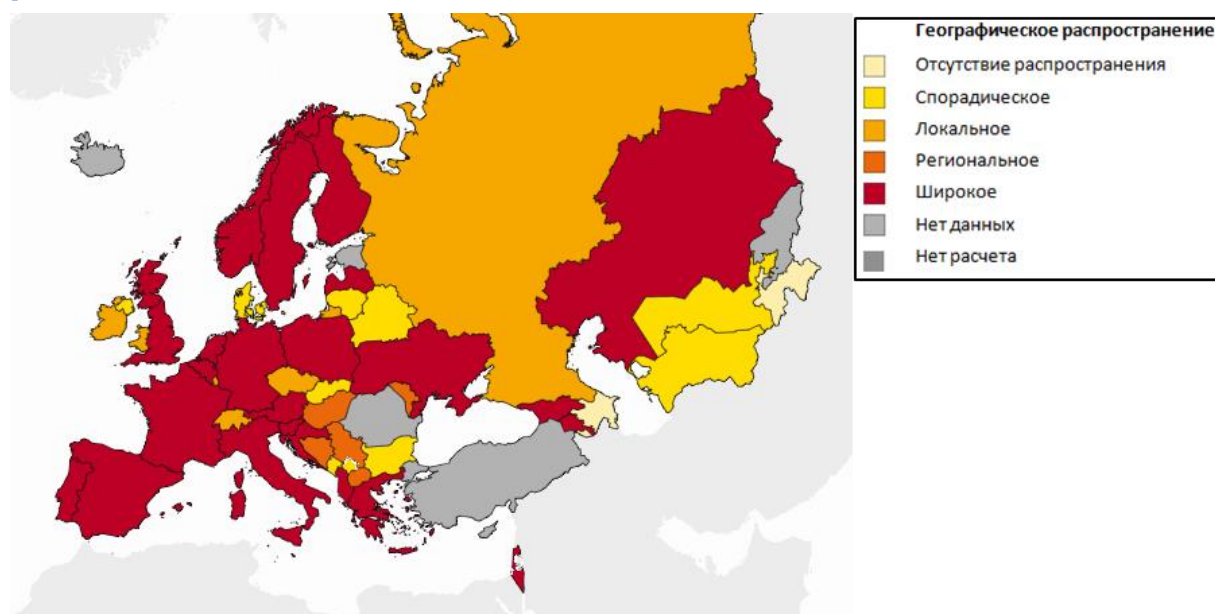 Географическое распространение
Отсутствие распространения
Спорадическое
Локальное
Региональное
Широкое
Нет данных
Нет расчета